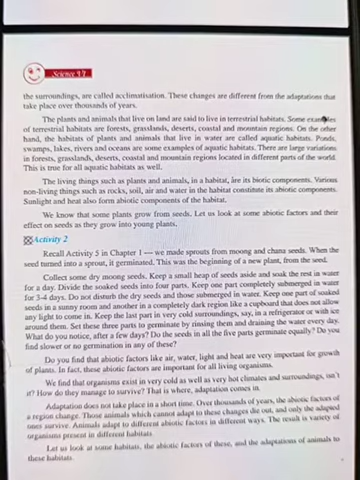 Science VI
the surroundings, are called acclimatisation. These changes are different from the adaptations that
take place over thousands of years.
The plants and animals that live on land are said to live in terrestrial habitats. Some examples
of terrestrial habitats are forests, grasslands, deserts, coastal and mountain regions. On the other
hand, the habitats of plants and animals that live in water are called aquatic habitats. Ponds,
swamps, lakes, rivers and oceans are some examples of aquatic habitats. There are large variations
in forests, grasslands, deserts, coastal and mountain regions located in different parts of the world.
This is true for all aquatic habitats as well.
The living things such as plants and animals, in a habitat, are its biotic components. Various
non-living things such as rocks, soil, air and water in the habitat constitute its abiotic components.
Sunlight and heat also form abiotic components of the habitat.
We know that some plants grow from seeds. Let us look at some abiotic factors and their
effect on seeds as they grow into young plants.
Activity 2
Recall Activity 5 in Chapter 1 — we made sprouts from moong and chana seeds. When the
seed turned into a sprout, it germinated. This was the beginning of a new plant, from the seed.
Collect some dry moong seeds. Keep a small heap of seeds aside and soak the rest in water
for a day. Divide the soaked seeds into four parts. Keep one part completely submerged in water
for 3-4 days. Do not disturb the dry seeds and those submerged in water. Keep one part of soaked
seeds in a sunny room and another in a completely dark region like a cupboard that does not allow
any light to come in. Keep the last part in very cold surroundings, say, in a refrigerator or with ice
around them. Set these three parts to germinate by rinsing them and draining the water every day.
What do you notice, after a few days? Do the seeds in all the five parts germinate equally? Do you
find slower or no germination in any of these?
Do you find that abiotic factors like air, water, light and heat are very important for growth
of plants. In fact, these abiotic factors are important for all living organisms.
We find that organisms exist in very cold as well as very hot climates and surroundings, isn't
it? How do they manage to survive? That is where, adaptation comes in.
Adaptation does not take place in a short time. Over thousands of years, the abiotic factors of
a region change. Those animals which cannot adapt to these changes die out, and only the adapted
ones survive. Animals adapt to different abiotic factors in different ways. The result is variety of
organisms present in different habitats.
Let us look at some habitats, the abiotic factors of these, and the adaptations of animals to
these habitats.